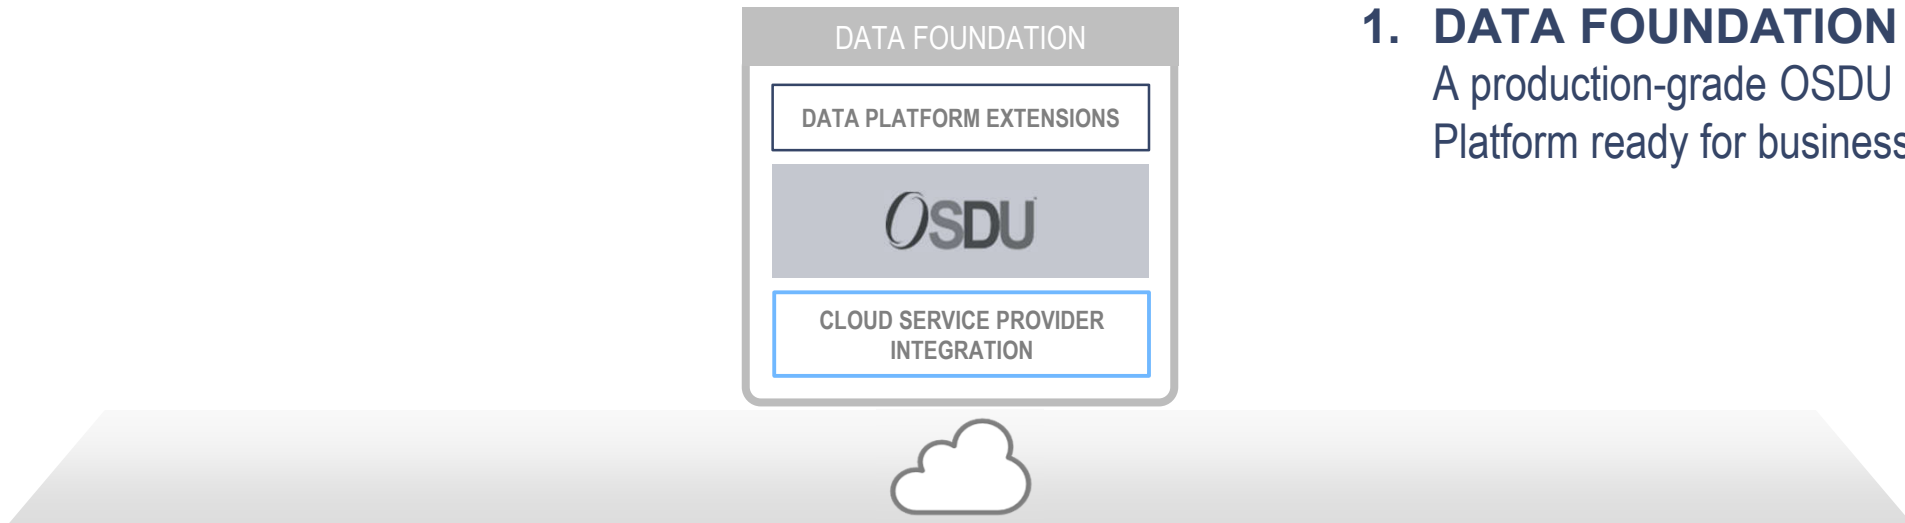 DATA FOUNDATION
DATA PLATFORM EXTENSIONS
OSDU
CLOUD SERVICE PROVIDER
INTEGRATION
1. DATA FOUNDATION
A production-grade OSDU
Platform ready for business